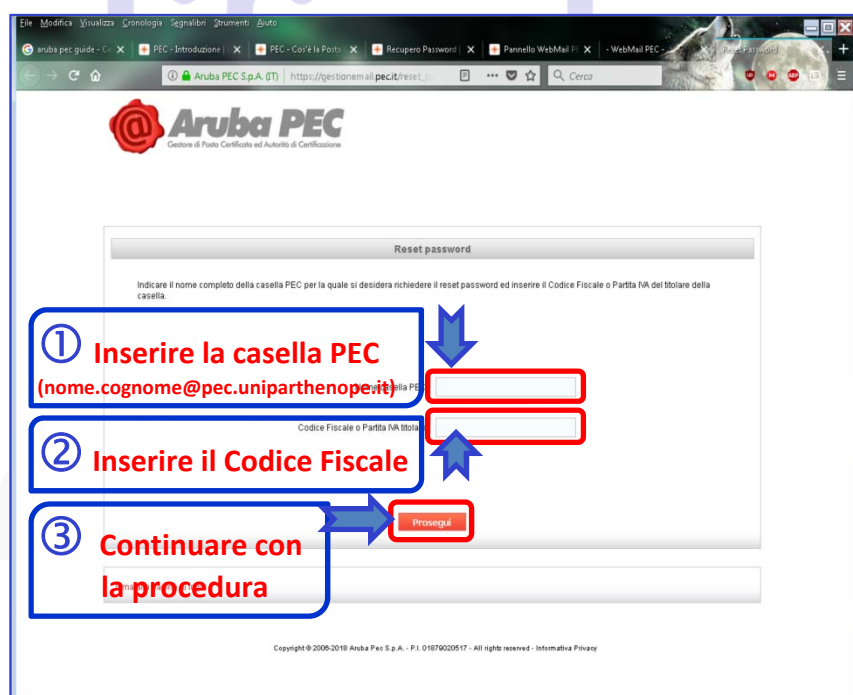 File Modifica Visualizza Cronologia Segnalibri Strumenti Aiuto
aruba pec guide - Ce
PEC - Introduzione |
PEC - Cos'è la Posta
Recupero Password |
Pannello WebMail P
- WebMail PEC -
Reset Password
Aruba PEC S.p.A. (IT) https://gestionemail.pec.it/reset_p
Cerca
Aruba PEC
Gestore di Posta Certificata ed Autorità di Certificazione
Reset password
Indicare il nome completo della casella PEC per la quale si desidera richiedere il reset password ed inserire il Codice Fiscale o Partita IVA del titolare della
casella.
① Inserire la casella PEC
(nome.cognome@pec.uniparthenope.it)
casella PEC
Codice Fiscale o Partita IVA titola
② Inserire il Codice Fiscale
Prosegui
③ Continuare con
la procedura
Copyright © 2006-2018 Aruba Pec S.p.A. - P.I. 01879020517 - All rights reserved - Informativa Privacy